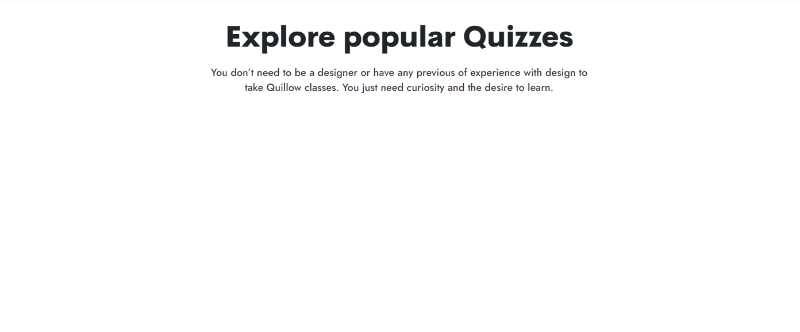 Explore popular Quizzes
You don't need to be a designer or have any previous of experience with design to
take Quillow classes. You just need curiosity and the desire to learn.